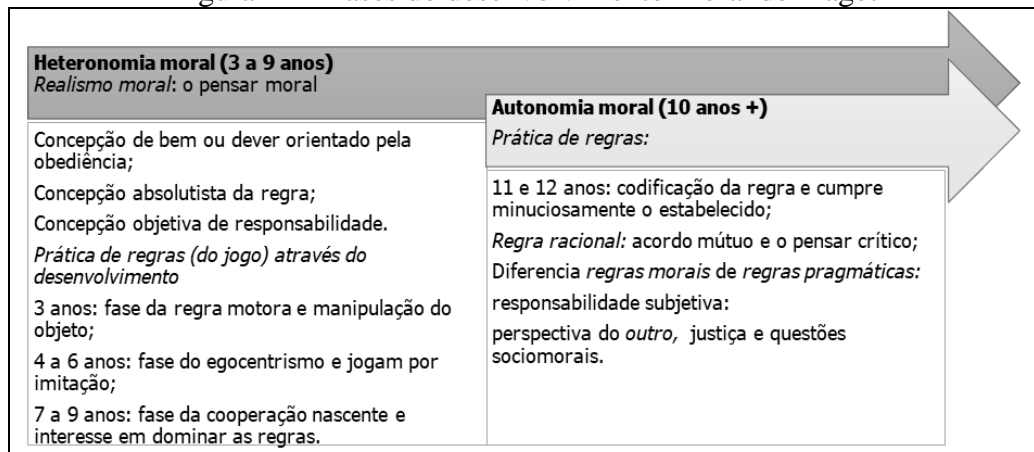 Heteronomia moral (3 a 9 anos)
Realismo moral: o pensar moral
Concepção de bem ou dever orientado pela
obediência;
Concepção absolutista da regra;
Concepção objetiva de responsabilidade.
Prática de regras (do jogo) através do
desenvolvimento
3 anos: fase da regra motora e manipulação do
objeto;
4 a 6 anos: fase do egocentrismo e jogam por
imitação;
7 a 9 anos: fase da cooperação nascente e
interesse em dominar as regras.
Autonomia moral (10 anos +)
Prática de regras:
11 e 12 anos: codificação da regra e cumpre
minuciosamente o estabelecido;
Regra racional: acordo mútuo e o pensar crítico;
Diferencia regras morais de regras pragmáticas:
responsabilidade subjetiva:
perspectiva do outro, justiça e questões
sociomorais.